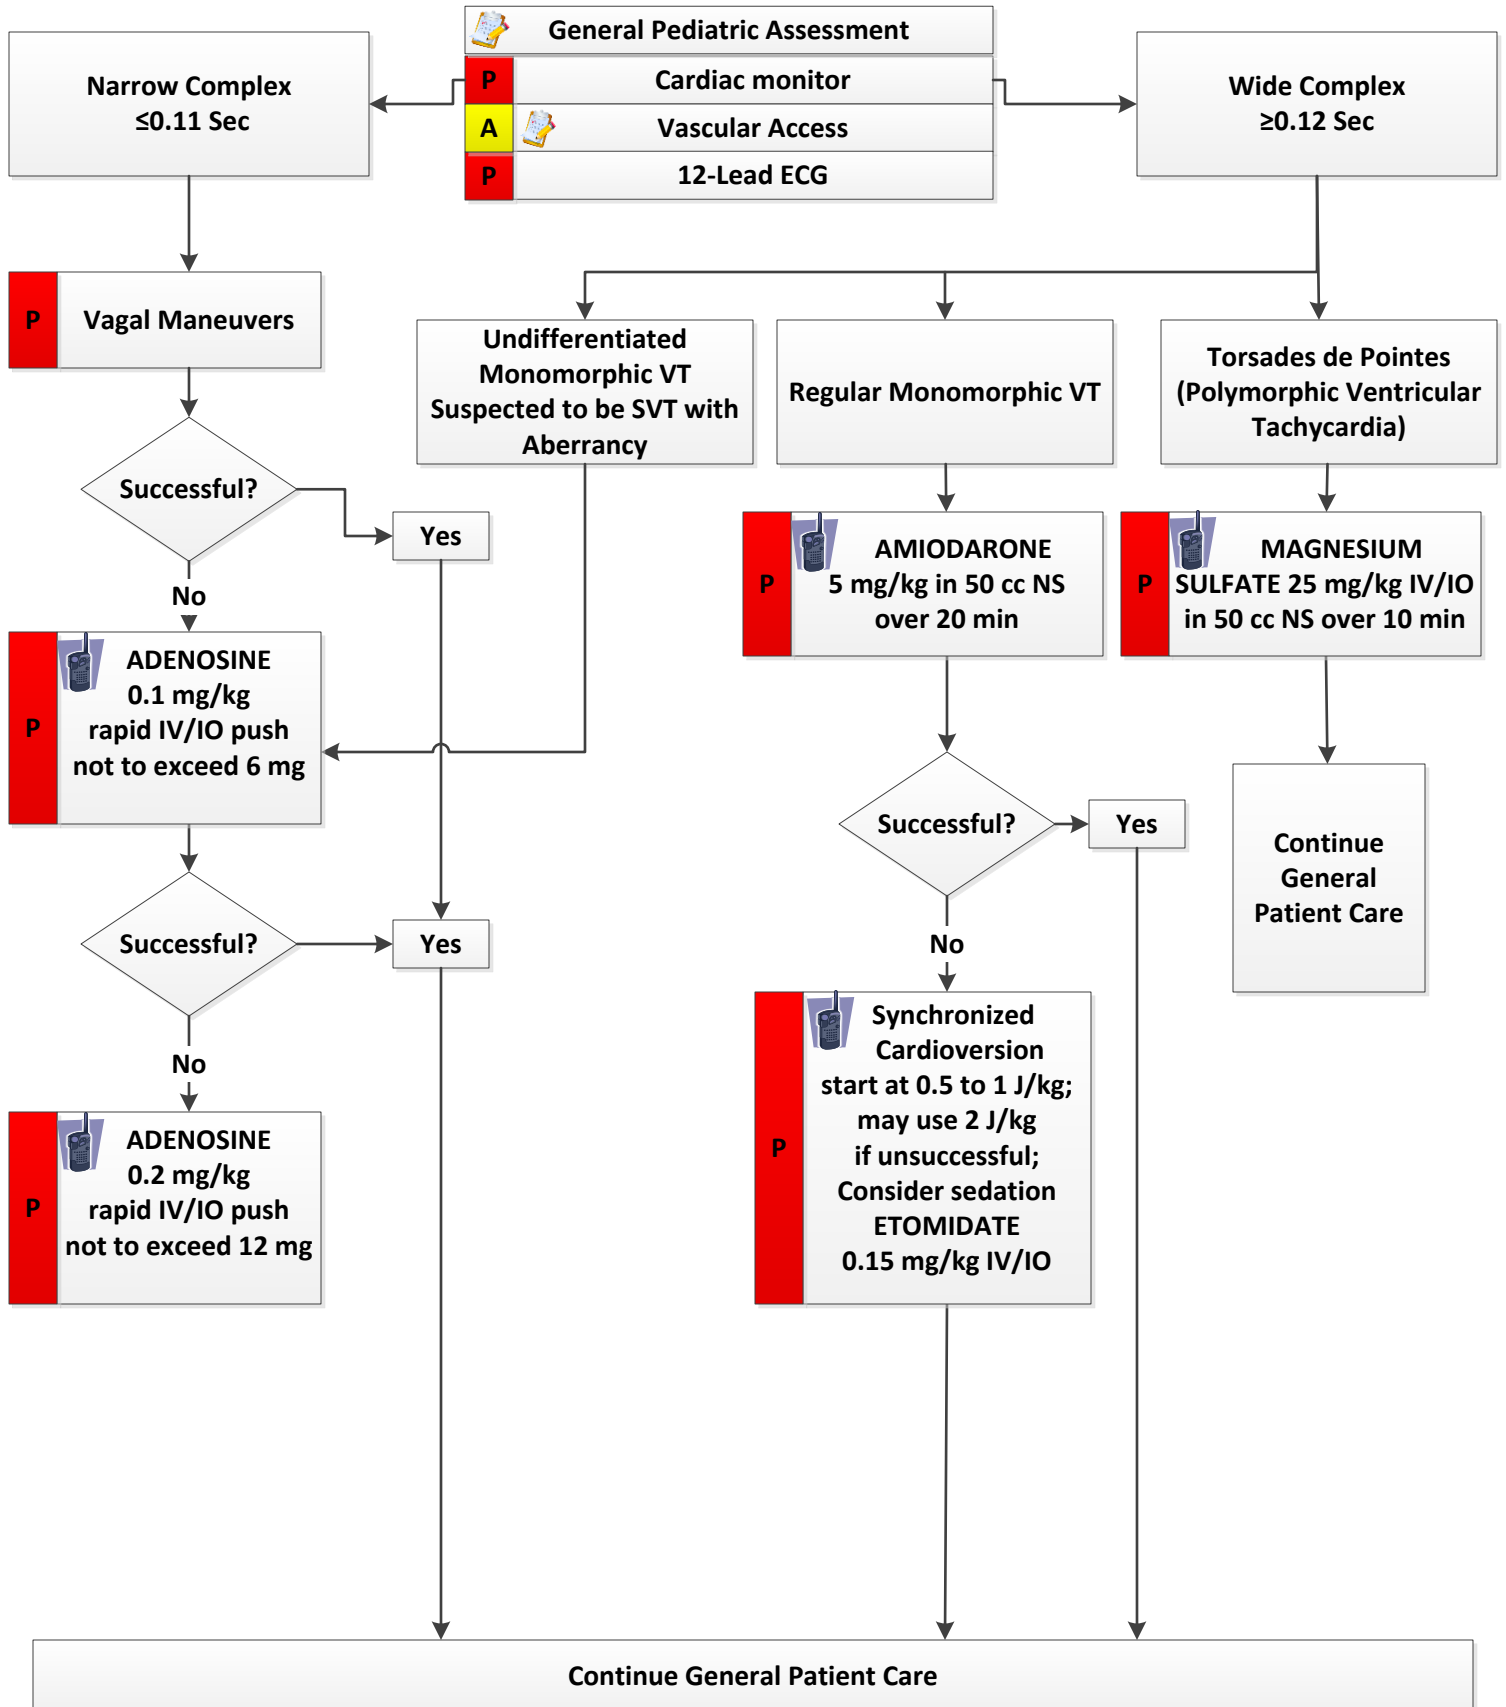 General Pediatric Assessment
P
Cardiac monitor
A
Vascular Access
P
12-Lead ECG
Narrow Complex
≤0.11 Sec
Wide Complex
≥0.12 Sec
P
Vagal Maneuvers
Successful?
Yes
No
P
ADENOSINE
0.1 mg/kg
rapid IV/IO push
not to exceed 6 mg
Successful?
Yes
No
P
ADENOSINE
0.2 mg/kg
rapid IV/IO push
not to exceed 12 mg
Undifferentiated
Monomorphic VT
Suspected to be SVT with
Aberrancy
Regular Monomorphic VT
P
AMIODARONE
5 mg/kg in 50 cc NS
over 20 min
Successful?
Yes
No
P
Synchronized
Cardioversion
start at 0.5 to 1 J/kg;
may use 2 J/kg
if unsuccessful;
Consider sedation
ETOMIDATE
0.15 mg/kg IV/IO
Torsades de Pointes
(Polymorphic Ventricular
Tachycardia)
P
MAGNESIUM
SULFATE 25 mg/kg IV/IO
in 50 cc NS over 10 min
Continue
General
Patient Care
Continue General Patient Care